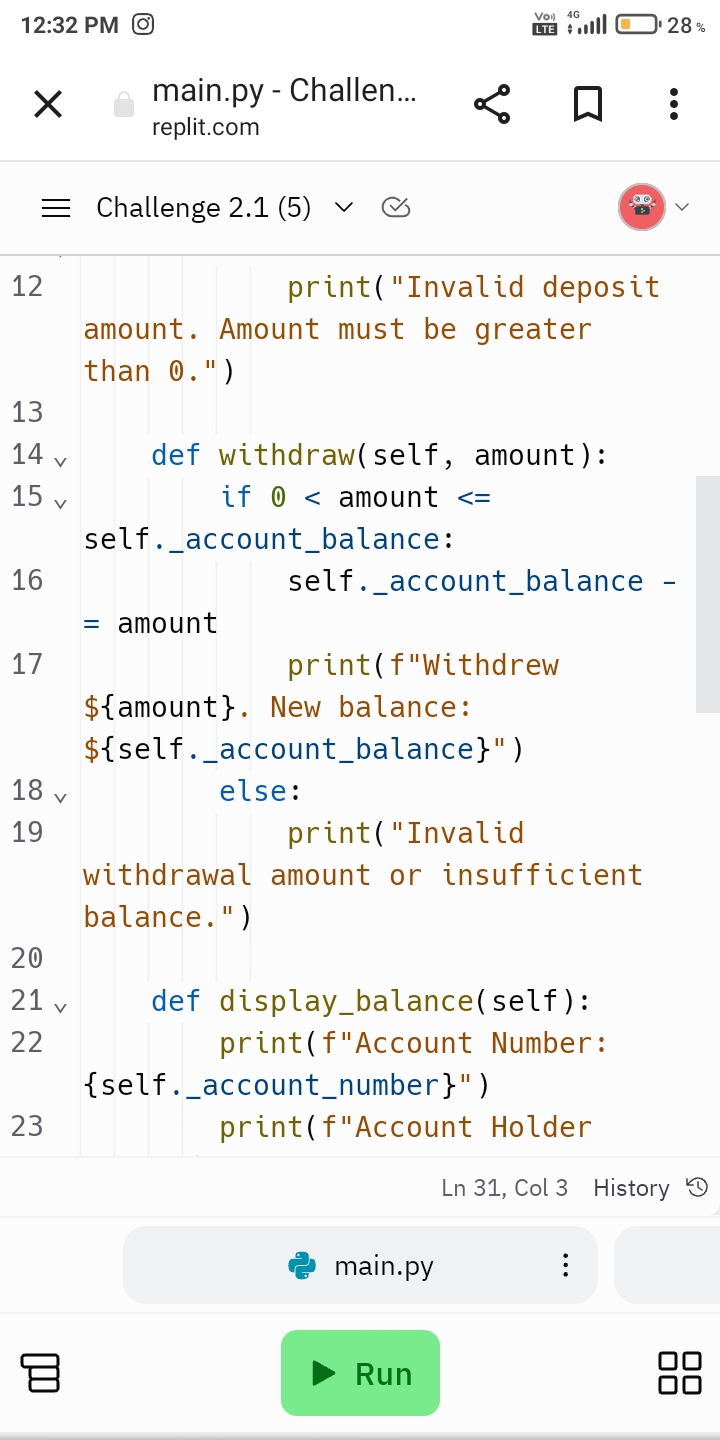 12:32 PM
Vo) LTE 4G 28%
main.py - Challen...
replit.com
Challenge 2.1 (5)
12 print("Invalid deposit
amount. Amount must be greater
than 0.")
13
14 def withdraw(self, amount):
15 if 0 < amount <=
self._account_balance:
16 self._account_balance -
= amount
17 print(f"Withdrew
${amount}. New balance:
${self._account_balance}")
18 else:
19 print("Invalid
withdrawal amount or insufficient
balance.")
20
21 def display_balance(self):
22 print(f"Account Number:
{self._account_number}")
23 print(f"Account Holder
Ln 31, Col 3 History
main.py
Run